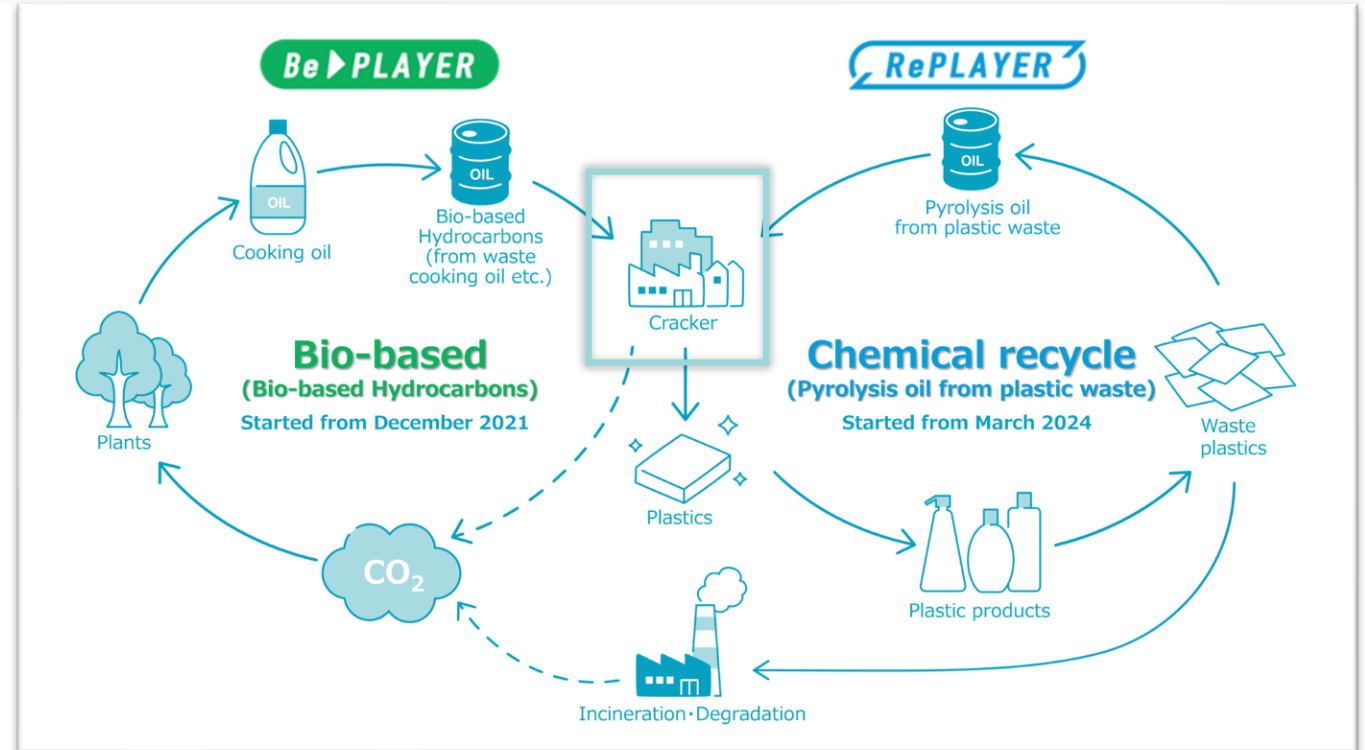 Be PLAYER
RePLAYER
OIL
Cooking oil
OIL
Bio-based
Hydrocarbons
(from waste
cooking oil etc.)
Cracker
OIL
Pyrolysis oil
from plastic waste
Bio-based
(Bio-based Hydrocarbons)
Started from December 2021
Chemical recycle
(Pyrolysis oil from plastic waste)
Started from March 2024
Plants
Waste
plastics
Plastics
CO₂
Plastic products
Incineration・Degradation